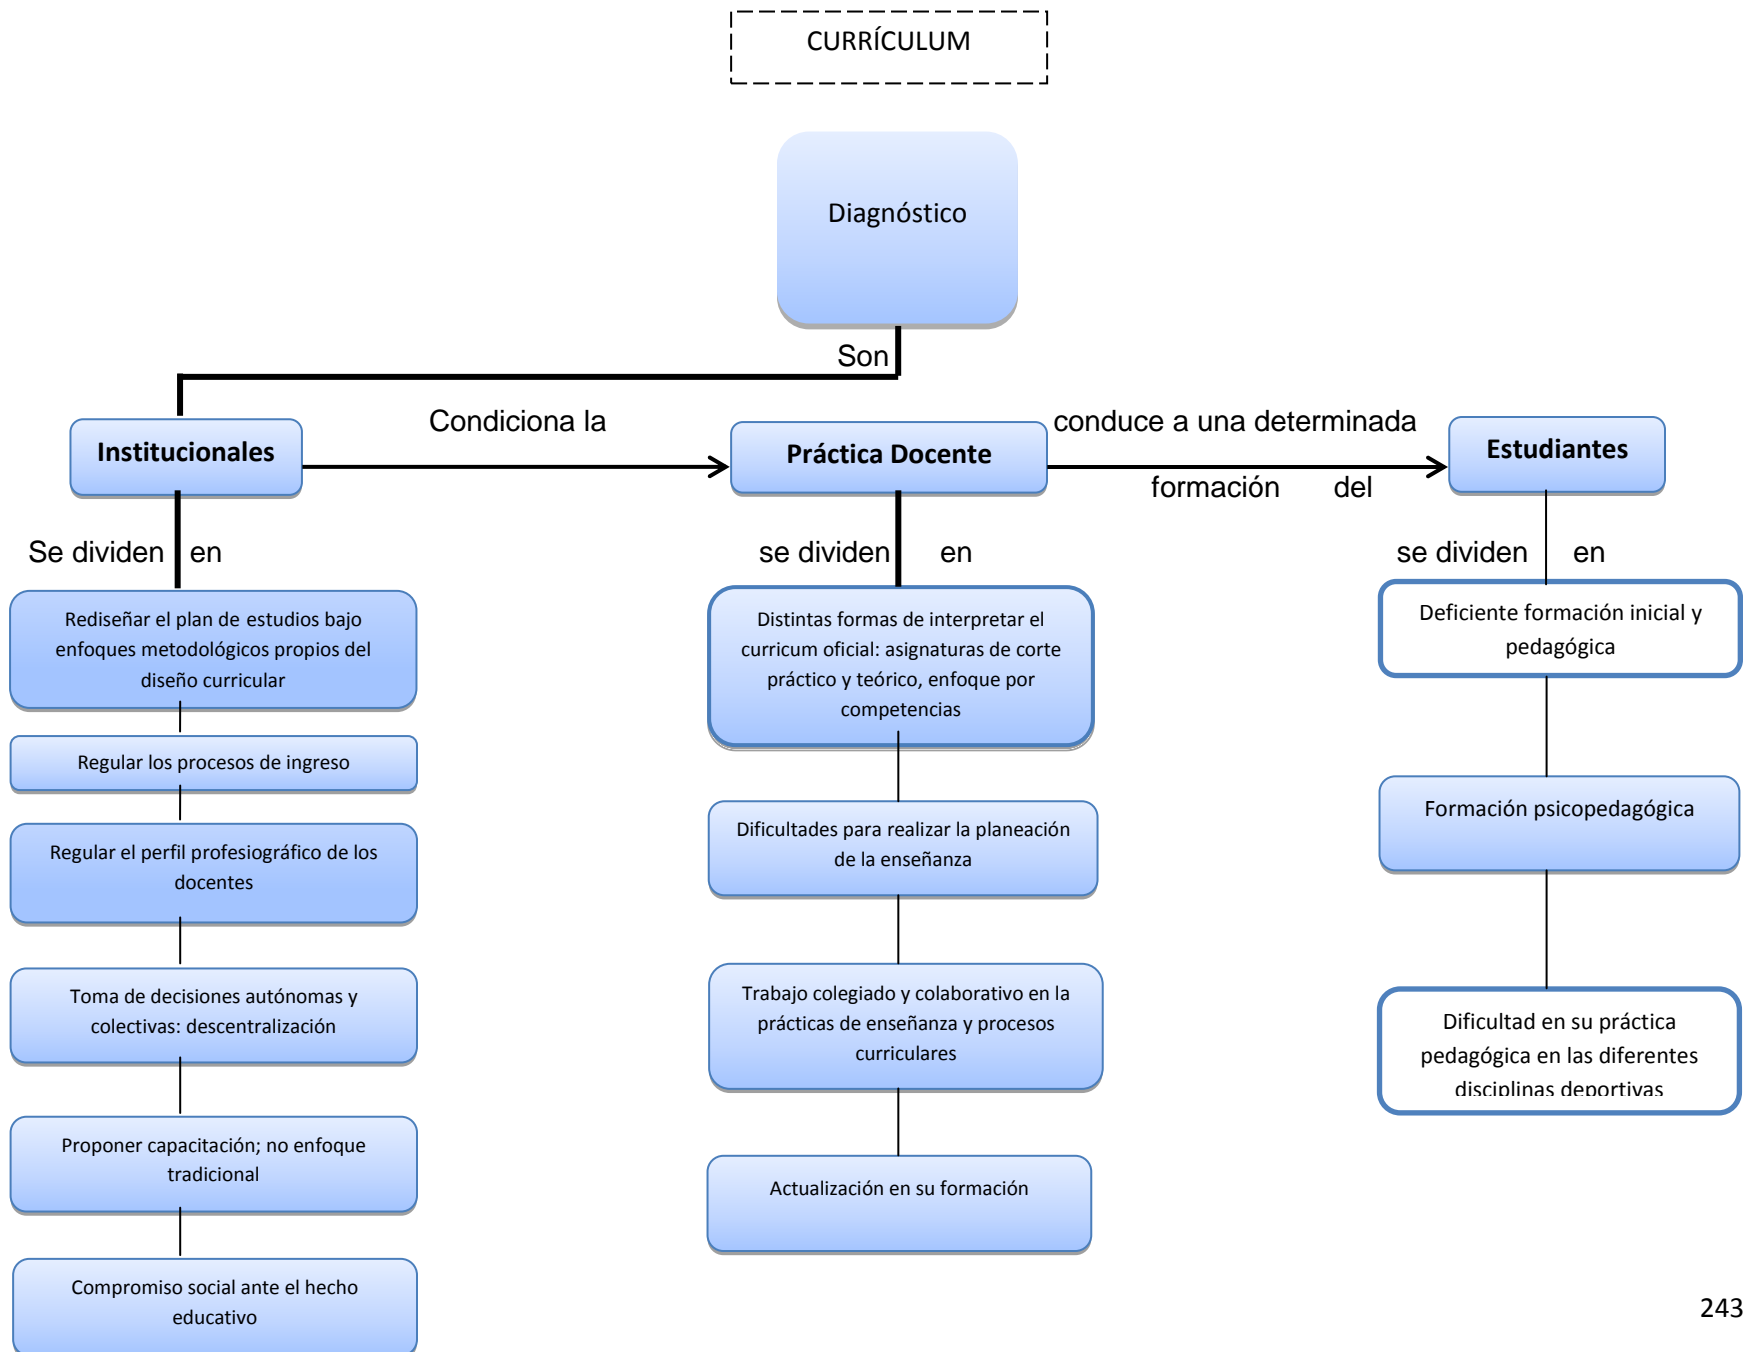 CURRÍCULUM
Diagnóstico
Son
Institucionales
Condiciona la
Práctica Docente
conduce a una determinada
formación del
Estudiantes
Se dividen en
Rediseñar el plan de estudios bajo
enfoques metodológicos propios del
diseño curricular
Regular los procesos de ingreso
Regular el perfil profesiográfico de los
docentes
Toma de decisiones autónomas y
colectivas: descentralización
Proponer capacitación; no enfoque
tradicional
Compromiso social ante el hecho
educativo
se dividen en
Distintas formas de interpretar el
curricum oficial: asignaturas de corte
práctico y teórico, enfoque por
competencias
Dificultades para realizar la planeación
de la enseñanza
Trabajo colegiado y colaborativo en la
prácticas de enseñanza y procesos
curriculares
Actualización en su formación
se dividen en
Deficiente formación inicial y
pedagógica
Formación psicopedagógica
Dificultad en su práctica
pedagógica en las diferentes
disciplinas deportivas
243